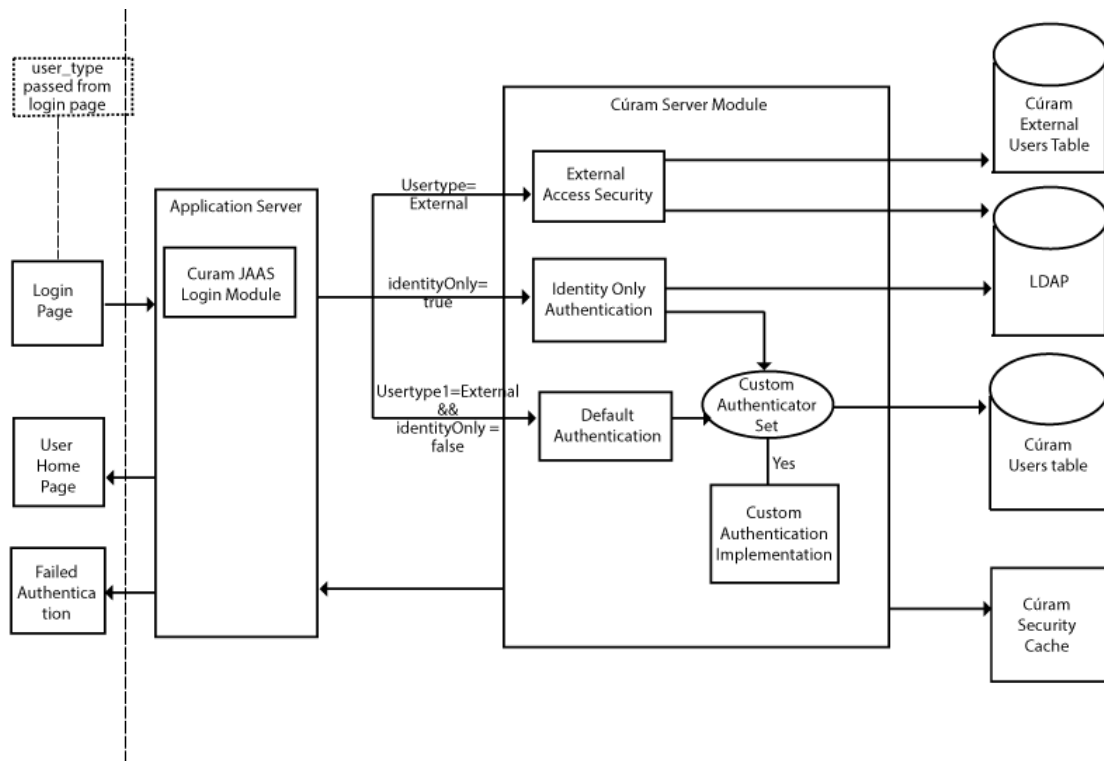 user_type
passed from
login page
Login
Page
User
Home
Page
Failed
Authentica
tion
Application Server
Curam JAAS
Login Module
Usertype=
External
identityOnly=
true
Usertype1=External
&&
identityOnly =
false
Cúram Server Module
External
Access Security
Identity Only
Authentication
Default
Authentication
Custom
Authenticator
Set
Yes
Custom
Authentication
Implementation
Cúram
External
Users Table
LDAP
Cúram
Users table
Cúram
Security
Cache